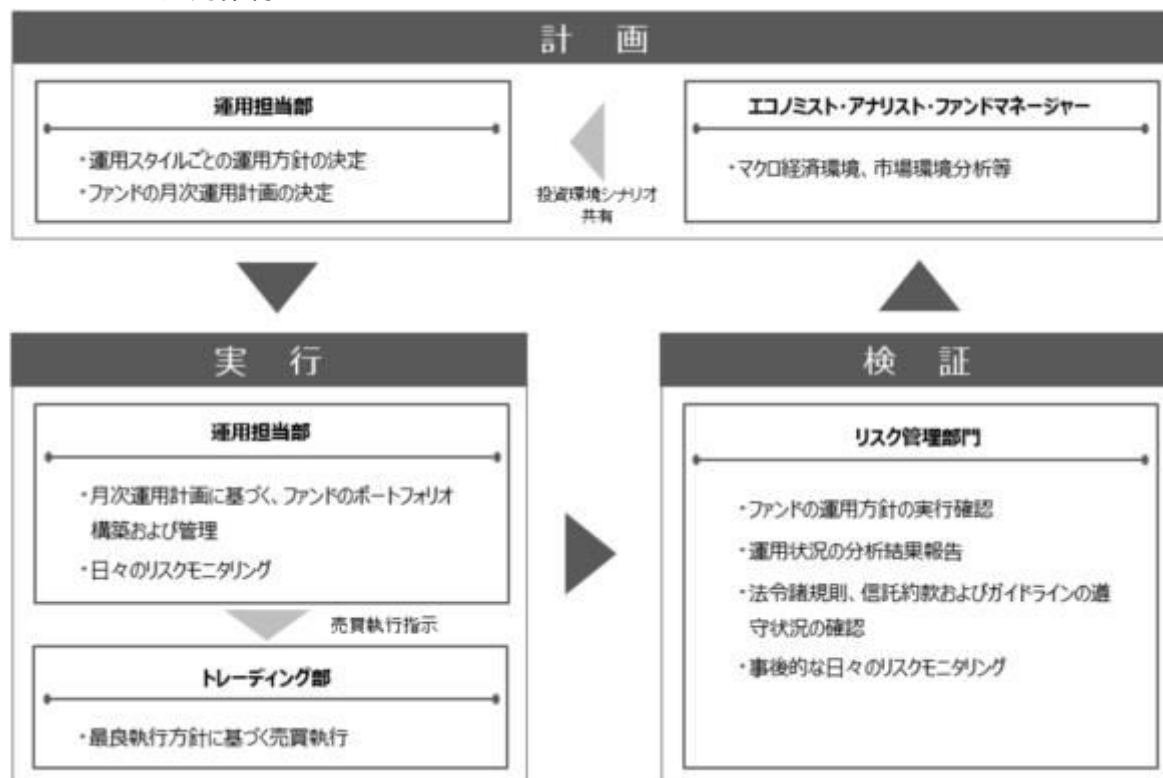 計 画
運用担当部
・運用スタイルごとの運用方針の決定
・ファンドの月次運用計画の決定
投資環境シナリオ
共有
エコノミスト・アナリスト・ファンドマネージャー
・マクロ経済環境、市場環境分析等
実 行
運用担当部
・月次運用計画に基づく、ファンドのポートフォリオ
構築および管理
・日々のリスクモニタリング
売買執行指示
トレーディング部
・最良執行方針に基づく売買執行
検 証
リスク管理部門
・ファンドの運用方針の実行確認
・運用状況の分析結果報告
・法令諸規則、信託約款およびガイドラインの遵
守状況の確認
・事後的な日々のリスクモニタリング